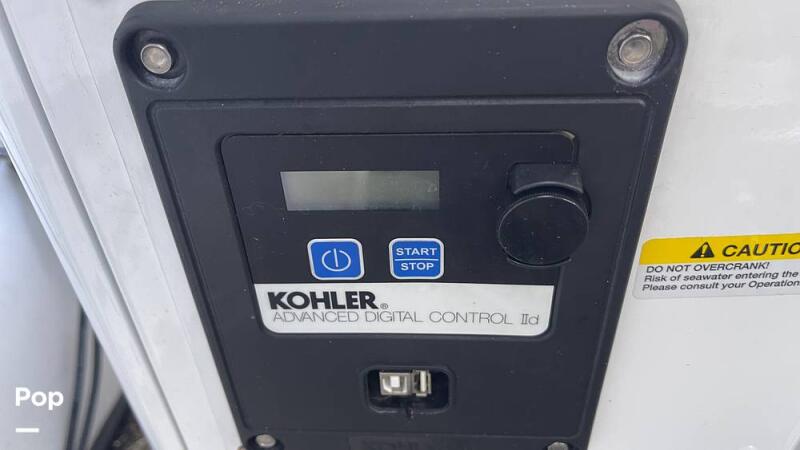 START
STOP
KOHLER®
ADVANCED DIGITAL CONTROL IId
CAUTIO
DO NOT OVERCRANK!
Risk of seawater entering the
Please consult your Operation
KOHLER
Pop